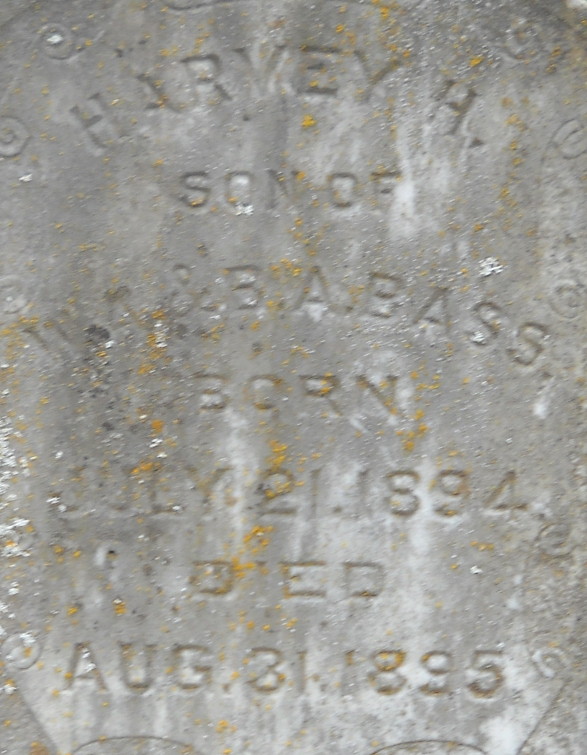 HARVEY H.
SON OF
& B. A. BASS.
BORN
JULY 21. 1894
DIED
AUG. 31. 1895